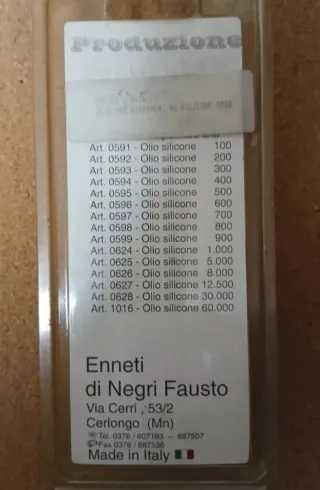 Produzione
Art. 0591 - Olio silicone 100
Art. 0592 - Olio silicone 200
Art. 0593 - Olio silicone 300
Art. 0594 - Olio silicone 400
Art. 0595 - Olio silicone 500
Art. 0596 - Olio silicone 600
Art. 0597 - Olio silicone 700
Art. 0598 - Olio silicone 800
Art. 0599 - Olio silicone 900
Art. 0624 - Olio silicone 1.000
Art. 0625 - Olio silicone 5.000
Art. 0626 - Olio silicone 8.000
Art. 0627 - Olio silicone 12.500
Art. 0628 - Olio silicone 30.000
Art. 1016 - Olio silicone 60.000
Enneti
di Negri Fausto
Via Cerri , 53/2
Cerlongo (Mn)
Tel. 0376 / 607193 - 687507
Fax 0376 / 687536
Made in Italy